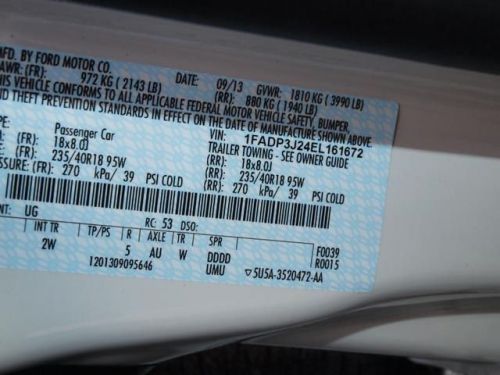 MFD. BY FORD MOTOR CO.
DATE: 09/13 GVWR: 1810 KG (3990 LB)
GAWR: (FR): 972 KG (2143 LB) (RR): 880 KG (1940 LB)
THIS VEHICLE CONFORMS TO ALL APPLICABLE FEDERAL MOTOR VEHICLE SAFETY, BUMPER,
AND THEFT PREVENTION STANDARDS IN EFFECT ON THE DATE OF MANUFACTURE SHOWN ABOVE.
VIN: 1FADP3J24EL161672
Passenger Car TRAILER TOWING - SEE OWNER GUIDE
(FR): 18x8.0J (RR): 18x8.0J
(FR): 235/40R18 95W (RR): 235/40R18 95W
(FR): 270 kPa/ 39 PSI COLD (RR): 270 kPa/ 39 PSI COLD
NT: UG RC: 53 DSO:
INT TR TP/PS R AXLE TR SPR F0039
2W 5 AU W DDDD R0015
1201309095646 UMU 5U5A-3520472-AA